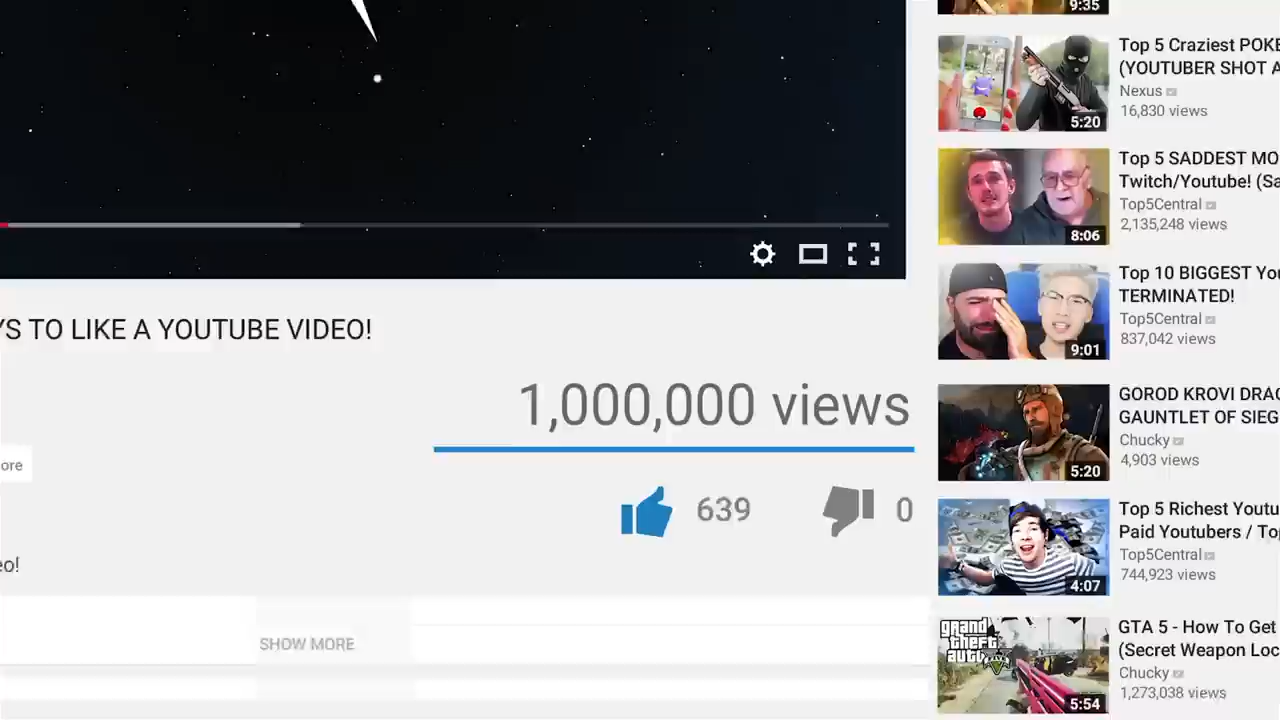 9:35
Top 5 Craziest POKE
(YOUTUBER SHOT A
Nexus
16,830 views
5:20
Top 5 SADDEST MO
Twitch/Youtube! (Sa
Top5Central
2,135,248 views
8:06
Top 10 BIGGEST You
TERMINATED!
Top5Central
837,042 views
9:01
YS TO LIKE A YOUTUBE VIDEO!
1,000,000 views
639
0
ore
eo!
SHOW MORE
GOROD KROVI DRAG
GAUNTLET OF SIEG
Chucky
4,903 views
5:20
Top 5 Richest Youtu
Paid Youtubers / Top
Top5Central
744,923 views
4:07
grand
theft
auto
V
GTA 5 - How To Get
(Secret Weapon Loc
Chucky
1,273,038 views
5:54